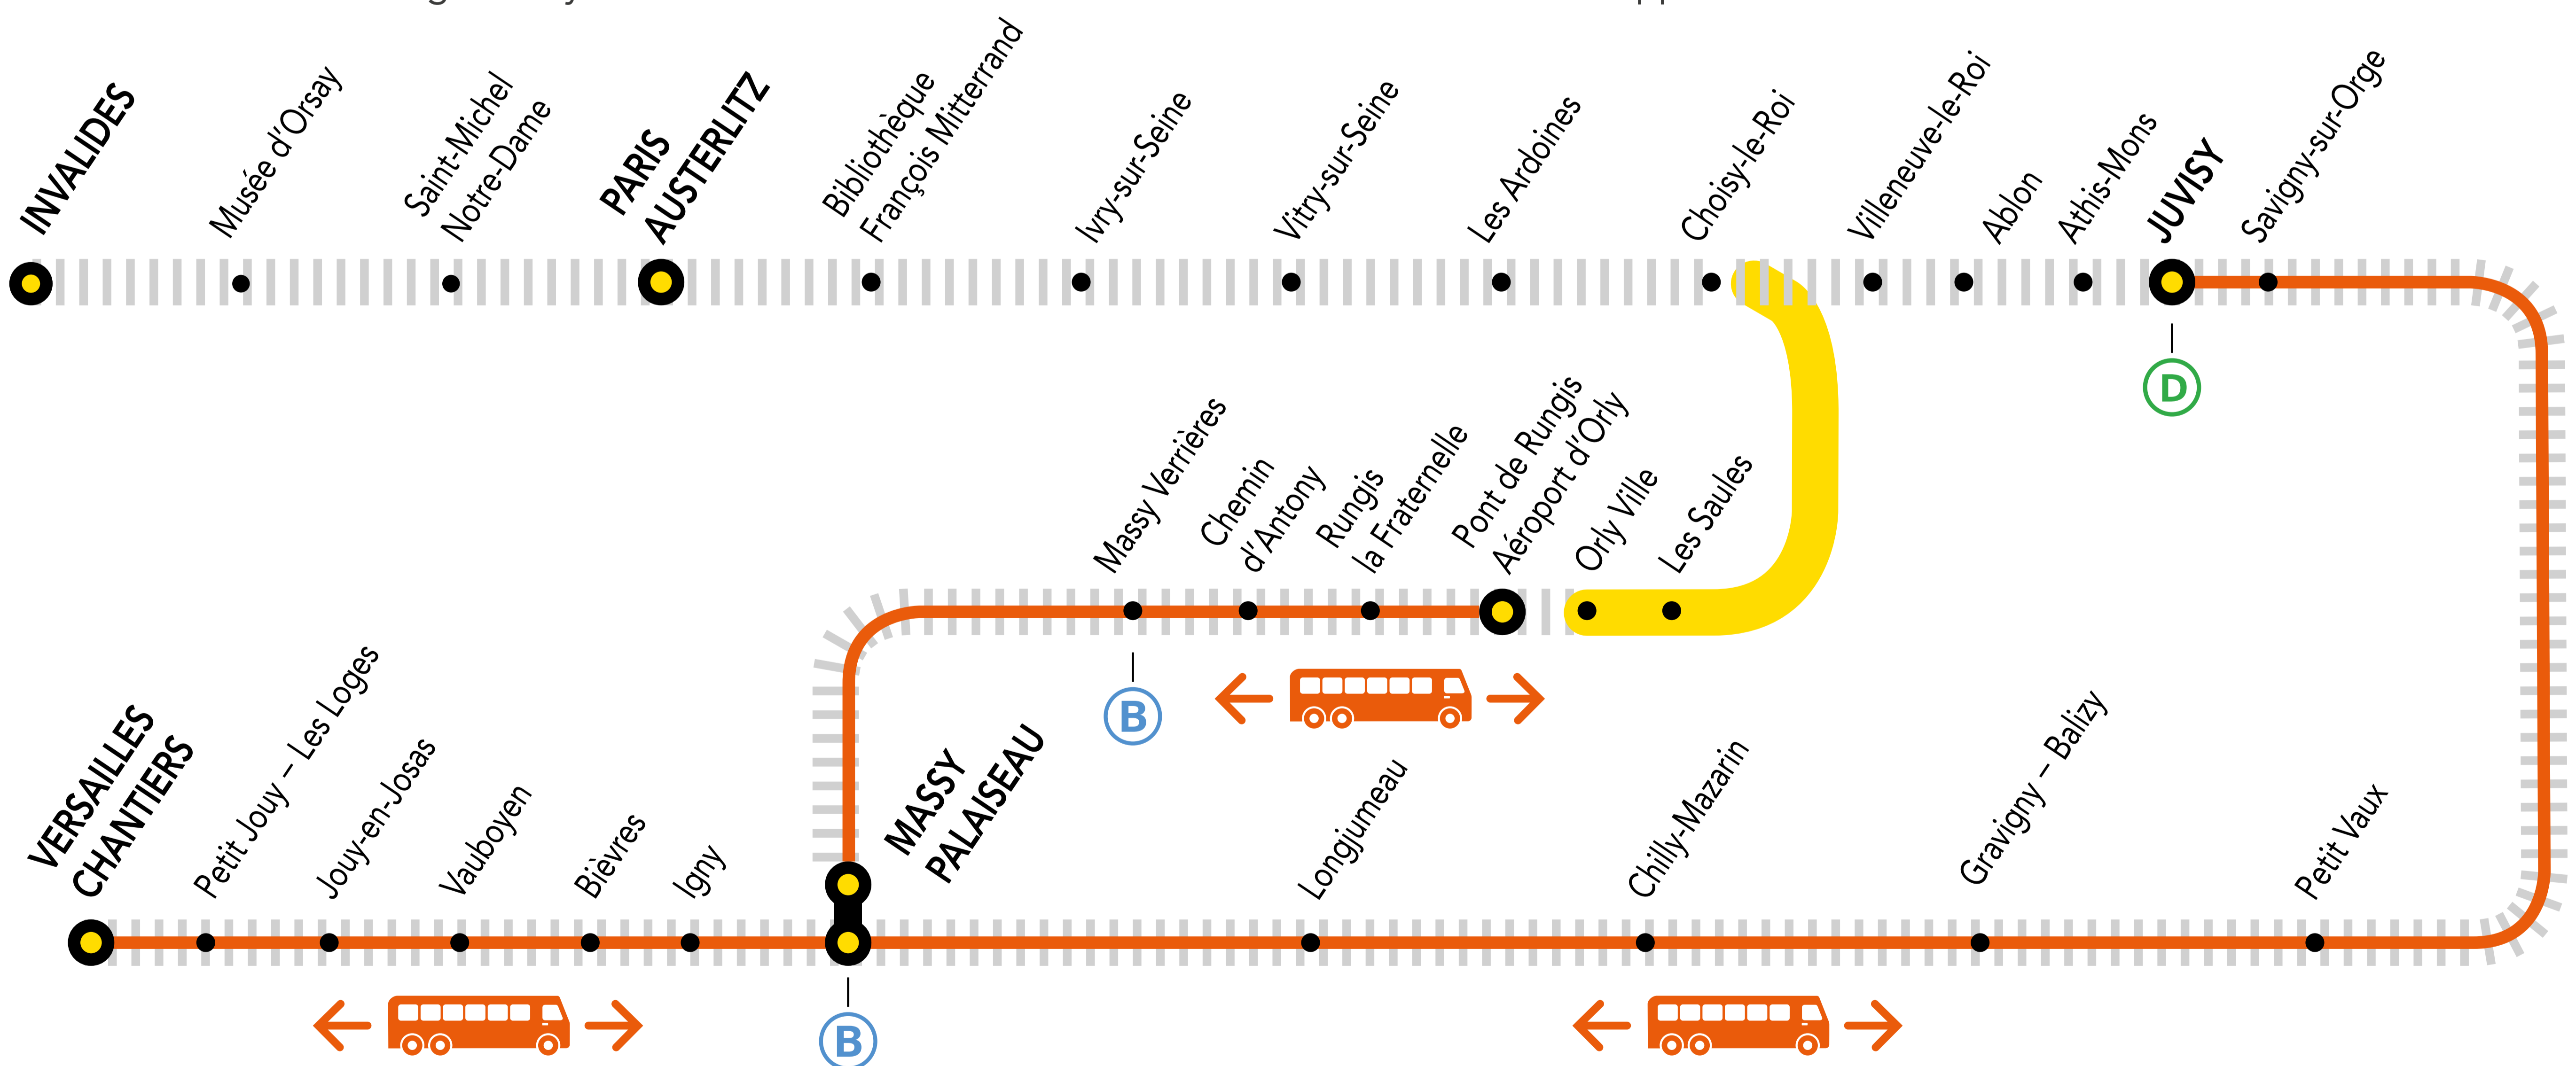 INVALIDES
Musée d'Orsay
Saint-Michel
Notre-Dame
PARIS
AUSTERLITZ
Bibliothèque
François Mitterrand
Ivry-sur-Seine
Vitry-sur-Seine
Les Ardoines
Choisy-le-Roi
Villeneuve-le-Roi
Ablon
Athis-Mons
JUVISY
Savigny-sur-Orge
D
Massy Verrières
Chemin
d'Antony
Rungis
la Fraternelle
Pont de Rungis
Aéroport d'Orly
Orly Ville
Les Saules
B
VERSAILLES
CHANTIERS
Petit Jouy – Les Loges
Jouy-en-Josas
Vauboyen
Bièvres
Igny
MASSY
PALAISEAU
Longjumeau
Chilly-Mazarin
Gravigny – Balizy
Petit Vaux
B